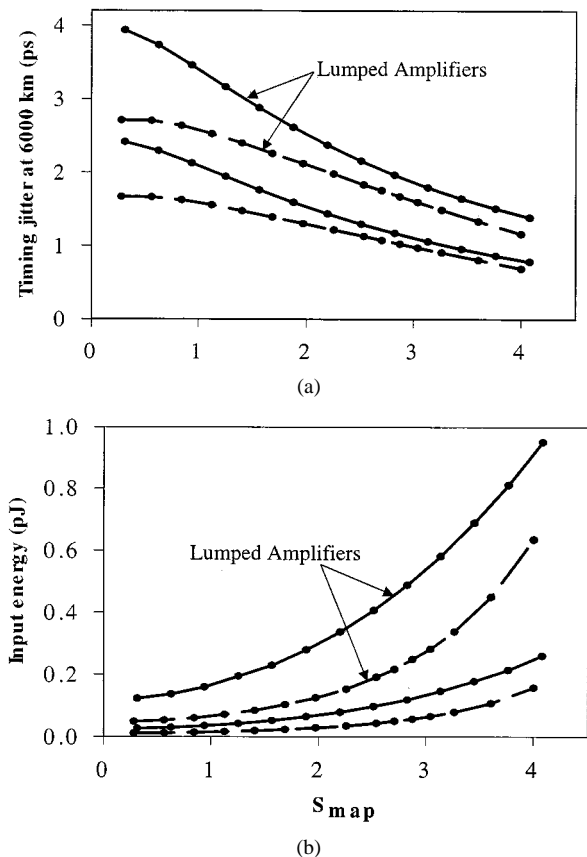 4
3
2
1
0
Timing jitter at 6000 km (ps)
Lumped Amplifiers
0 1 2 3 4
(a)
1.0
0.8
0.6
0.4
0.2
0.0
Input energy (pJ)
Lumped Amplifiers
0 1 2 3 4
Smap
(b)